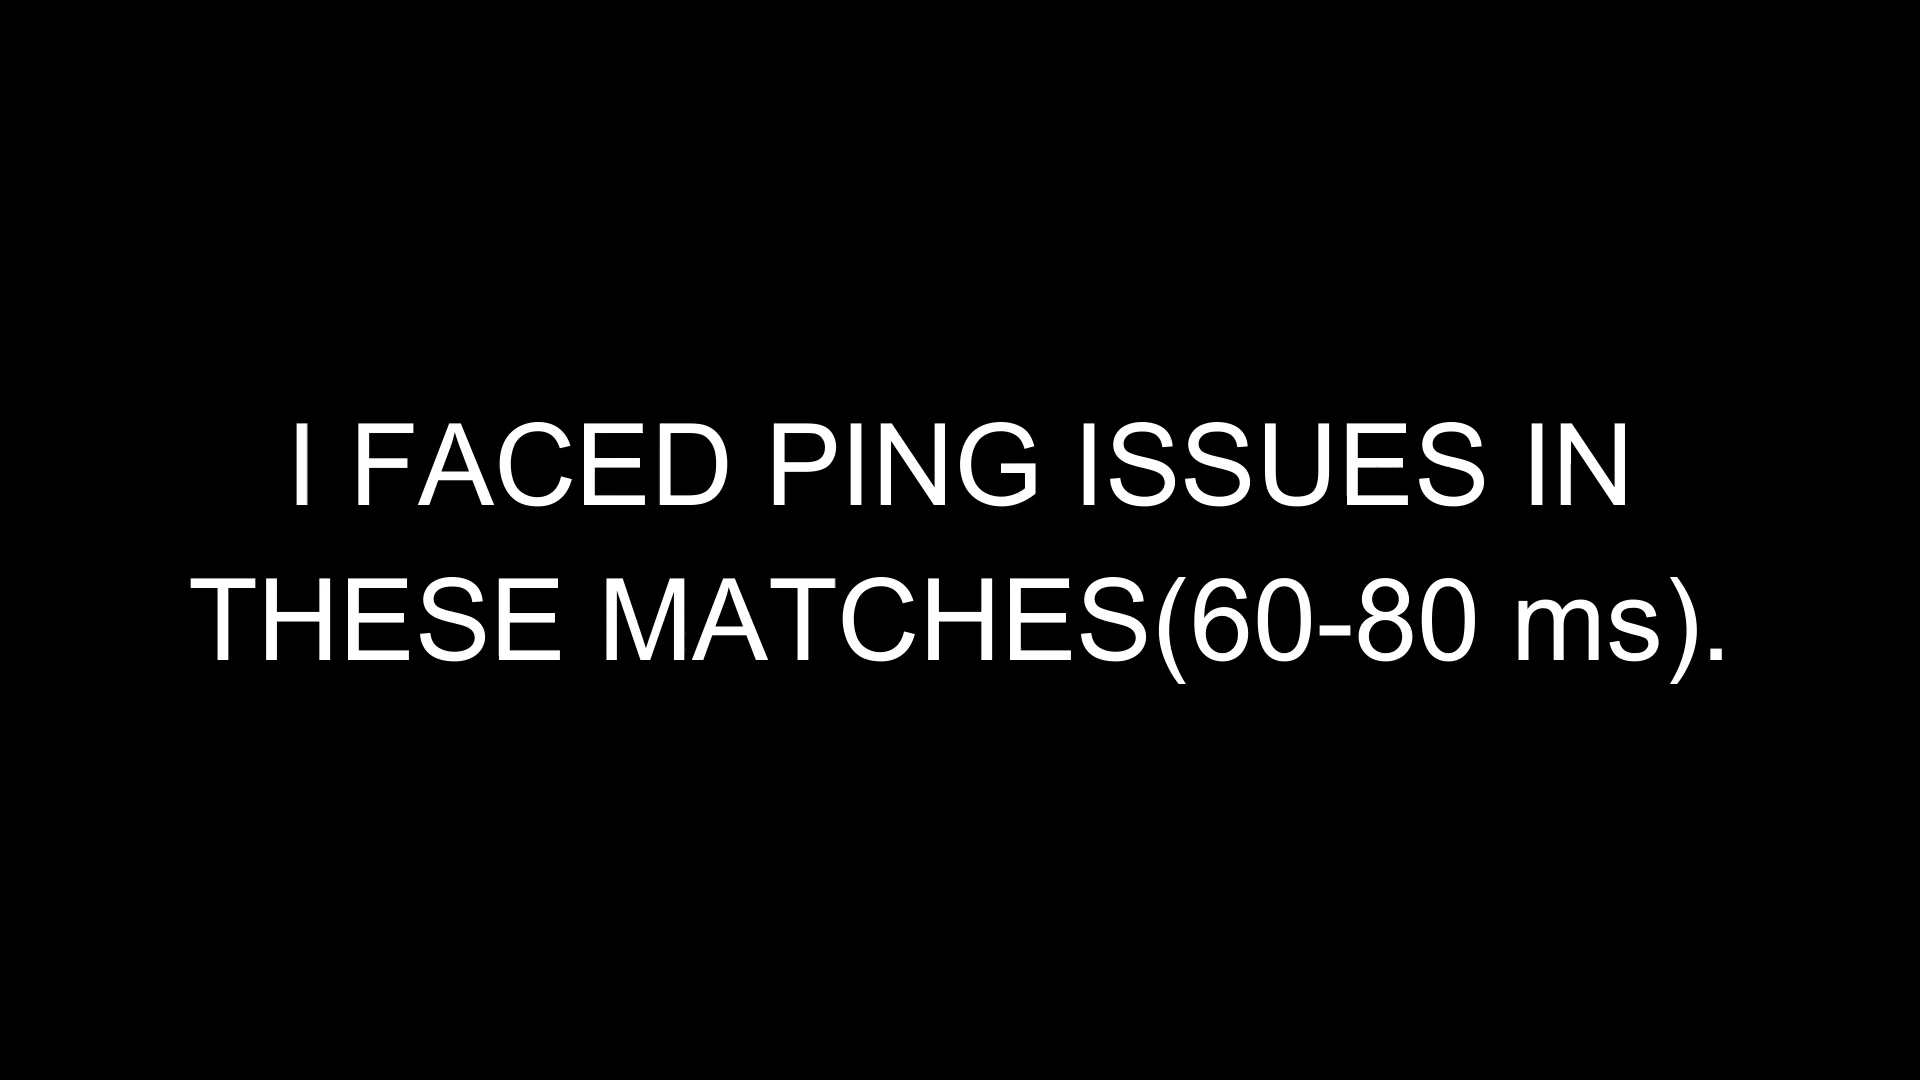 I FACED PING ISSUES IN
THESE MATCHES(60-80 ms).